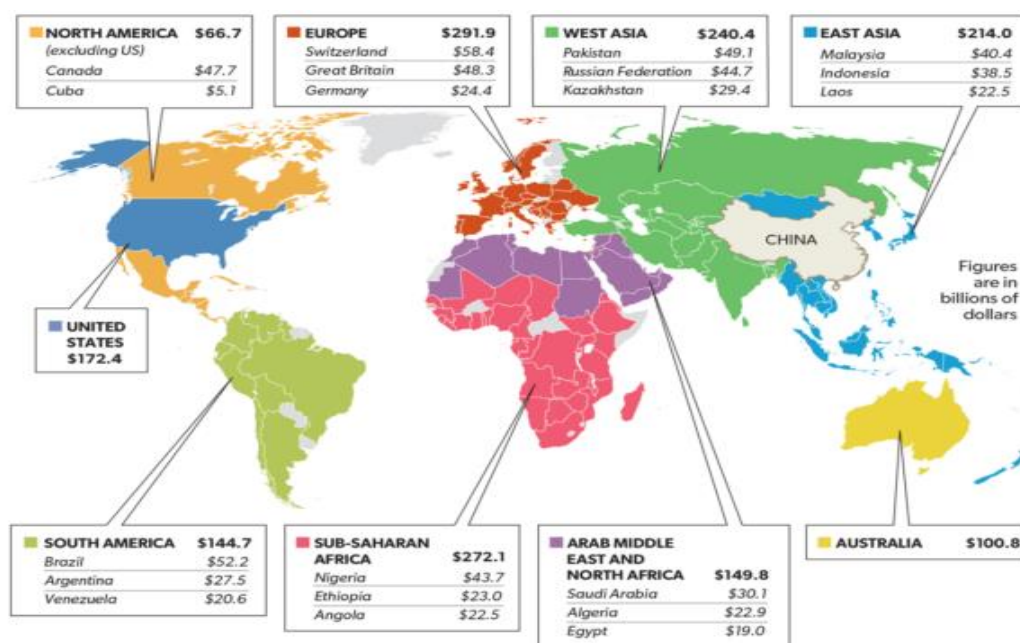 NORTH AMERICA $66.7
(excluding US)
Canada $47.7
Cuba $5.1
EUROPE $291.9
Switzerland $58.4
Great Britain $48.3
Germany $24.4
WEST ASIA $240.4
Pakistan $49.1
Russian Federation $44.7
Kazakhstan $29.4
EAST ASIA $214.0
Malaysia $40.4
Indonesia $38.5
Laos $22.5
CHINA
Figures
are in
billions of
dollars
UNITED
STATES
$172.4
SOUTH AMERICA $144.7
Brazil $52.2
Argentina $27.5
Venezuela $20.6
SUB-SAHARAN
AFRICA $272.1
Nigeria $43.7
Ethiopia $23.0
Angola $22.5
ARAB MIDDLE
EAST AND
NORTH AFRICA $149.8
Saudi Arabia $30.1
Algeria $22.9
Egypt $19.0
AUSTRALIA $100.8